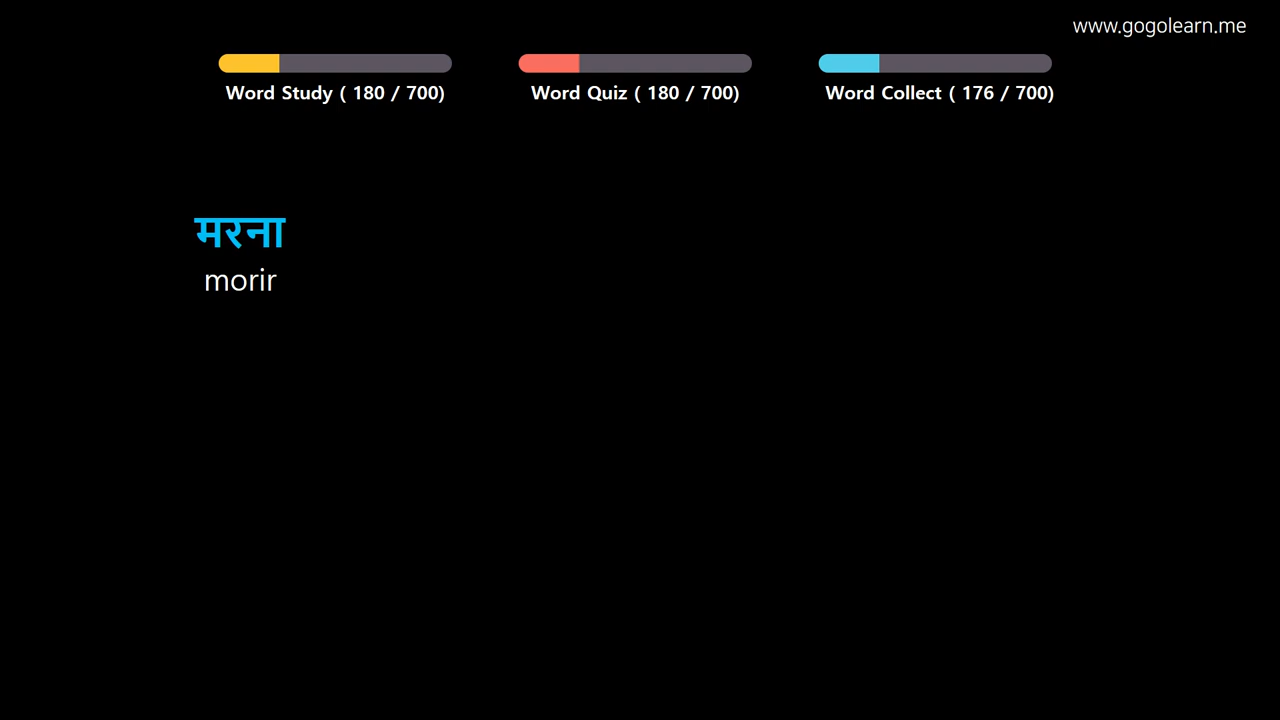 www.gogolearn.me
Word Study ( 180 / 700)
Word Quiz ( 180 / 700)
Word Collect ( 176 / 700)
मरना
morir